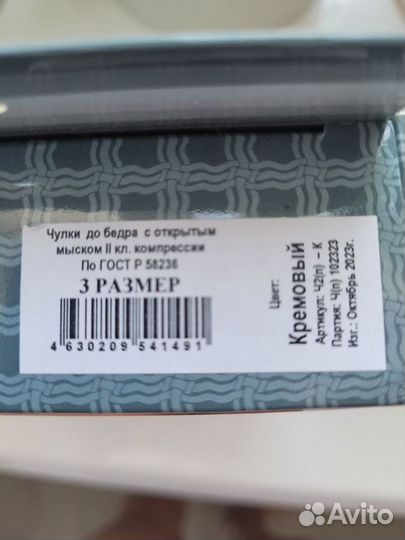 Чулки до бедра с открытым
мыском II кл. компрессии
По ГОСТ Р 58236
3 РАЗМЕР
4 630209 541491
Цвет:
Кремовый
Артикул: Ч2(п) – К
Партия: Ч(п) 102323
Изг.: Октябрь 2023г.
Avito